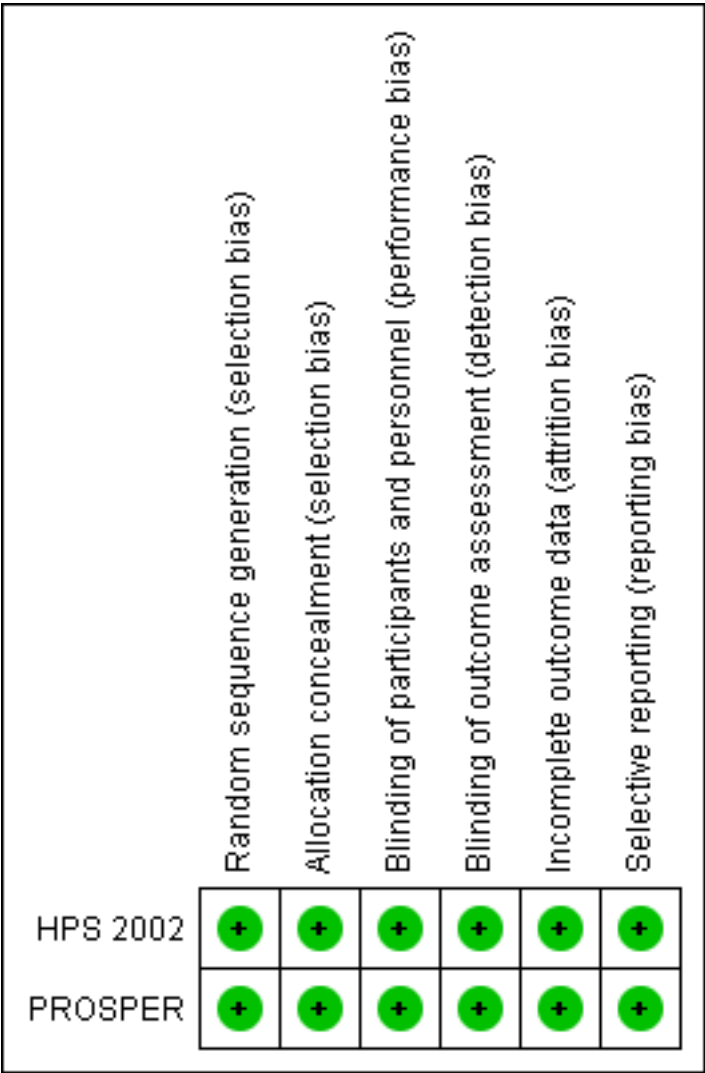 Random sequence generation (selection bias)
Allocation concealment (selection bias)
Blinding of participants and personnel (performance bias)
Blinding of outcome assessment (detection bias)
Incomplete outcome data (attrition bias)
Selective reporting (reporting bias)
HPS 2002 + + + + + +
PROSPER + + + + + +